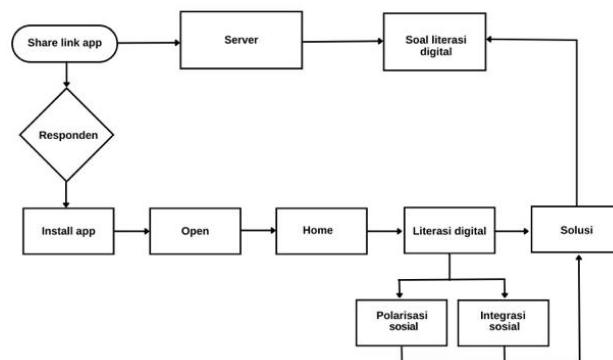 Share link app
Server
Soal literasi
digital
Responden
Install app
Open
Home
Literasi digital
Solusi
Polarisasi
sosial
Integrasi
sosial